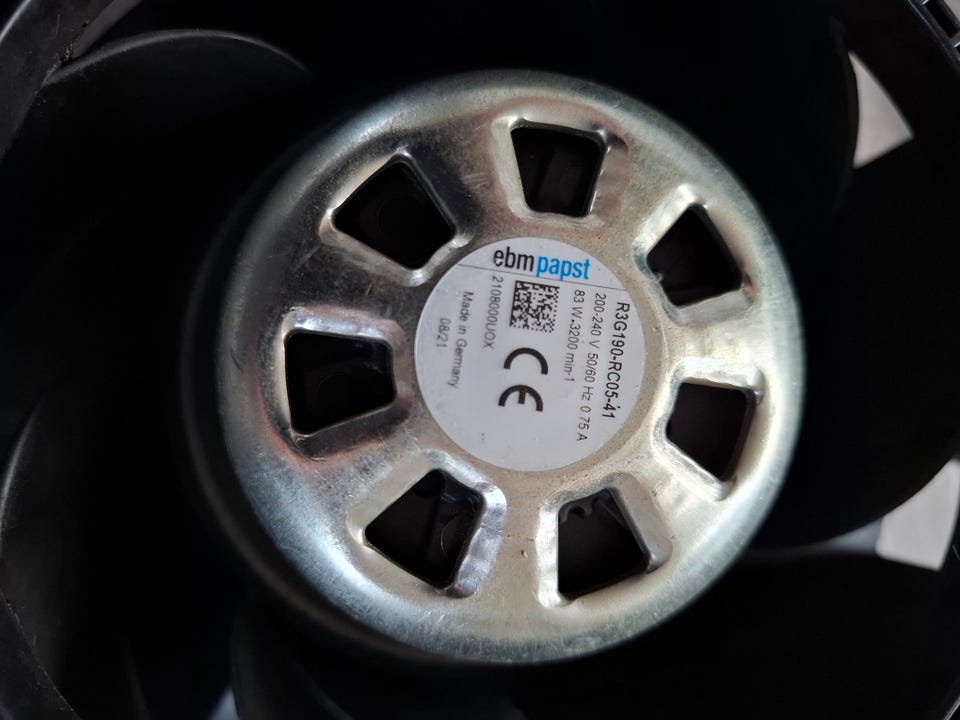 ebmpapst
R3G190-RC05-41
200-240 V 50/60 Hz 0.75 A
83 W•3200 min-1
CE
2108000UOX
Made in Germany
08/21